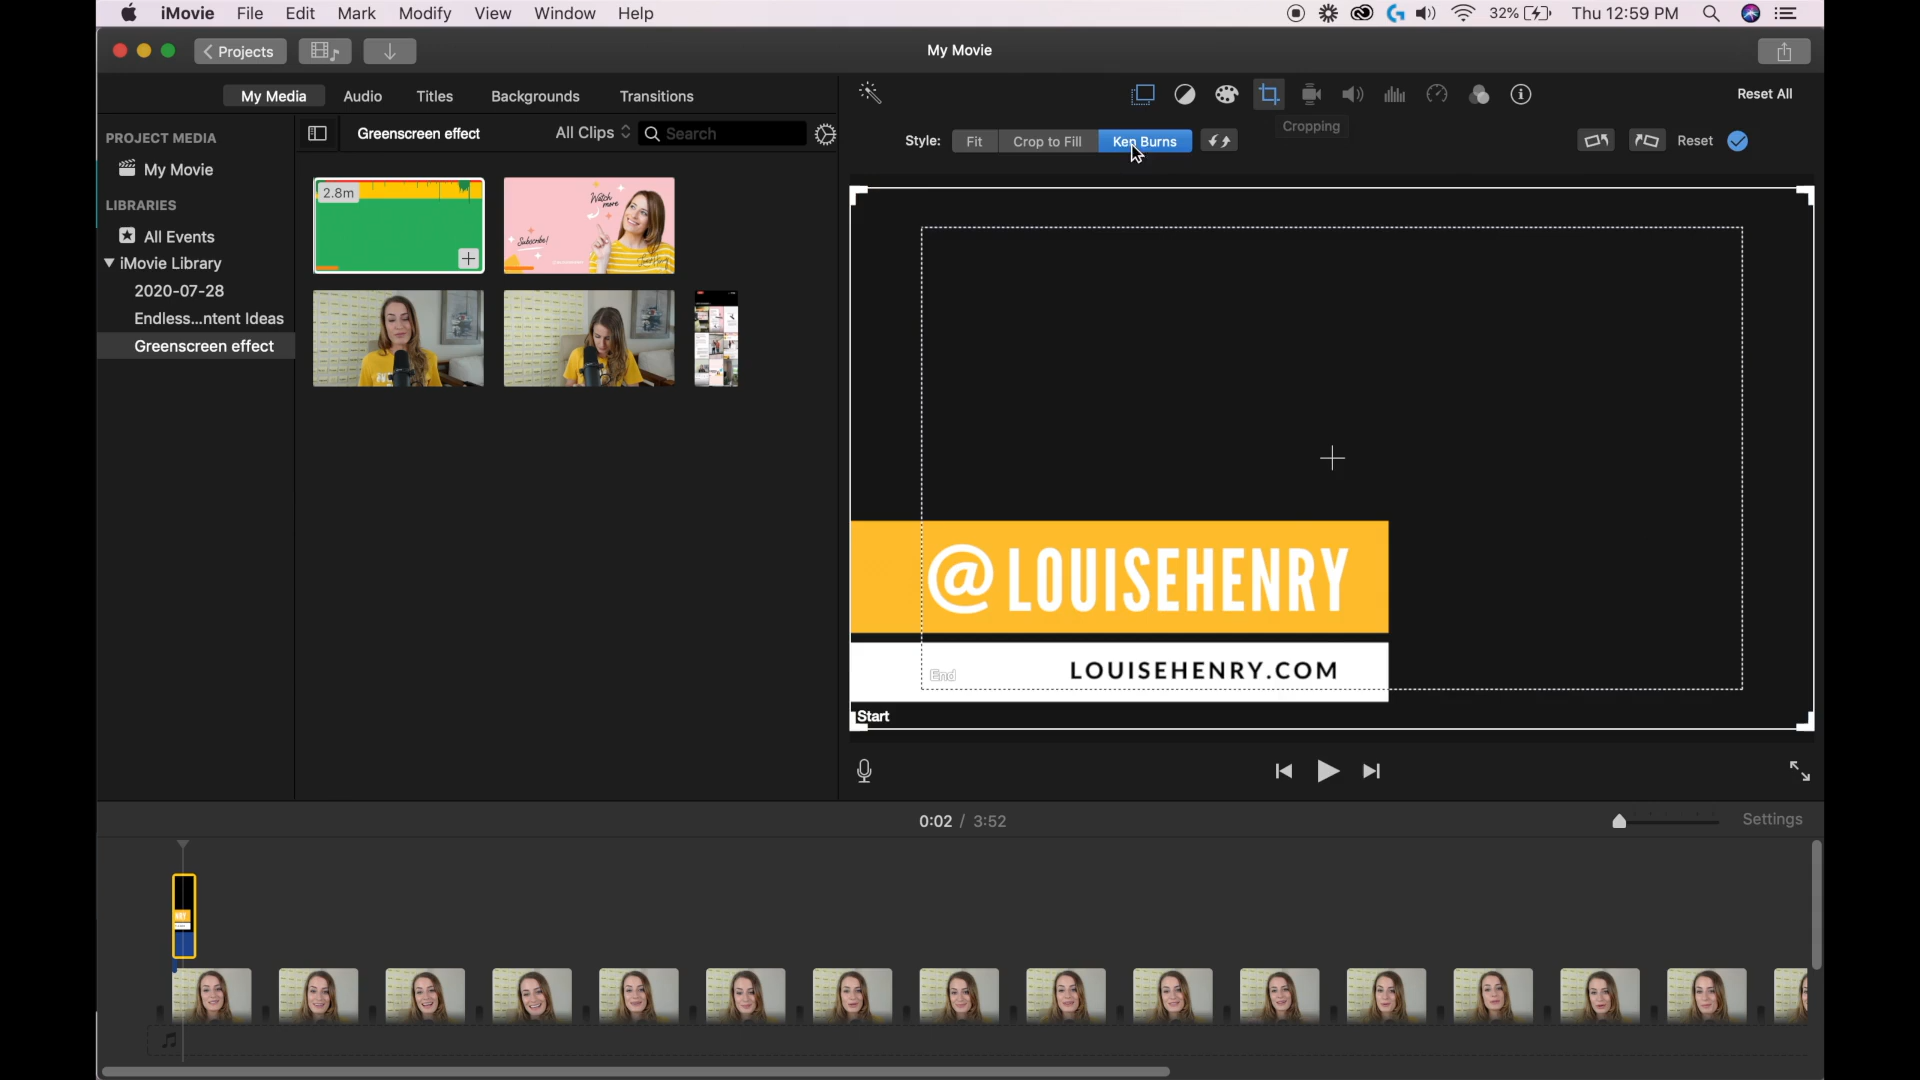 iMovie File Edit Mark Modify View Window Help 32% Thu 12:59 PM
Projects My Movie
My Media Audio Titles Backgrounds Transitions Reset All
PROJECT MEDIA
My Movie
LIBRARIES
All Events
iMovie Library
2020-07-28
Endless...ntent Ideas
Greenscreen effect
Greenscreen effect All Clips Search
2.8m
Watch more
Subscribe!
Cropping
Style: Fit Crop to Fill Ken Burns Reset
@LOUISEHENRY
LOUISEHENRY.COM
End
Start
0:02 / 3:52 Settings